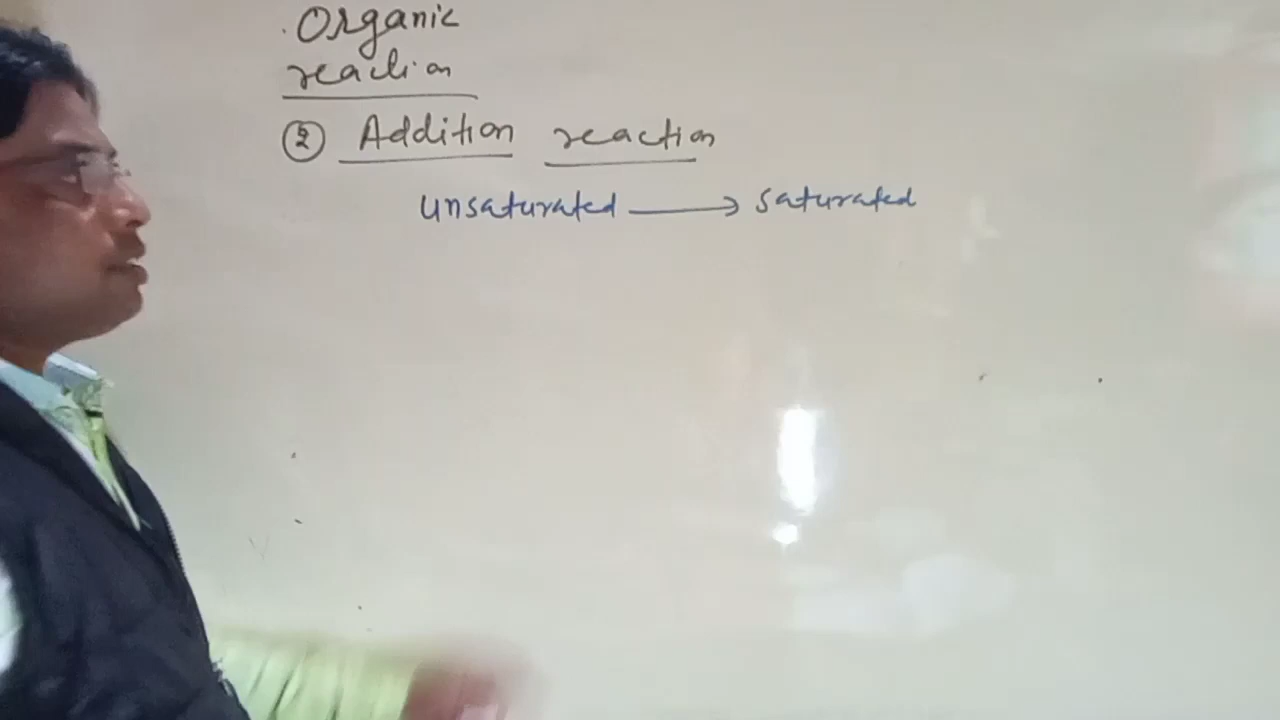 . Organic
reaction
② Addition reaction
unsaturated → saturated